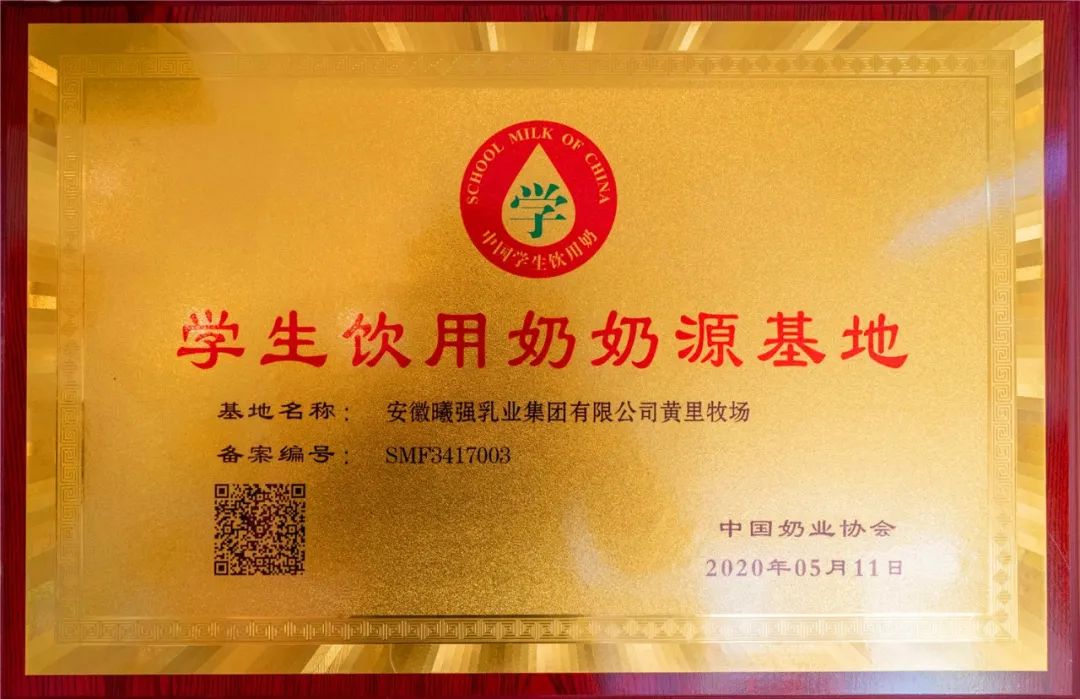 SCHOOL MILK OF CHINA
学
中国学生饮用奶
学生饮用奶奶源基地
基地名称： 安徽曦强乳业集团有限公司黄里牧场
备案编号： SMF3417003
中国奶业协会
2020年05月11日